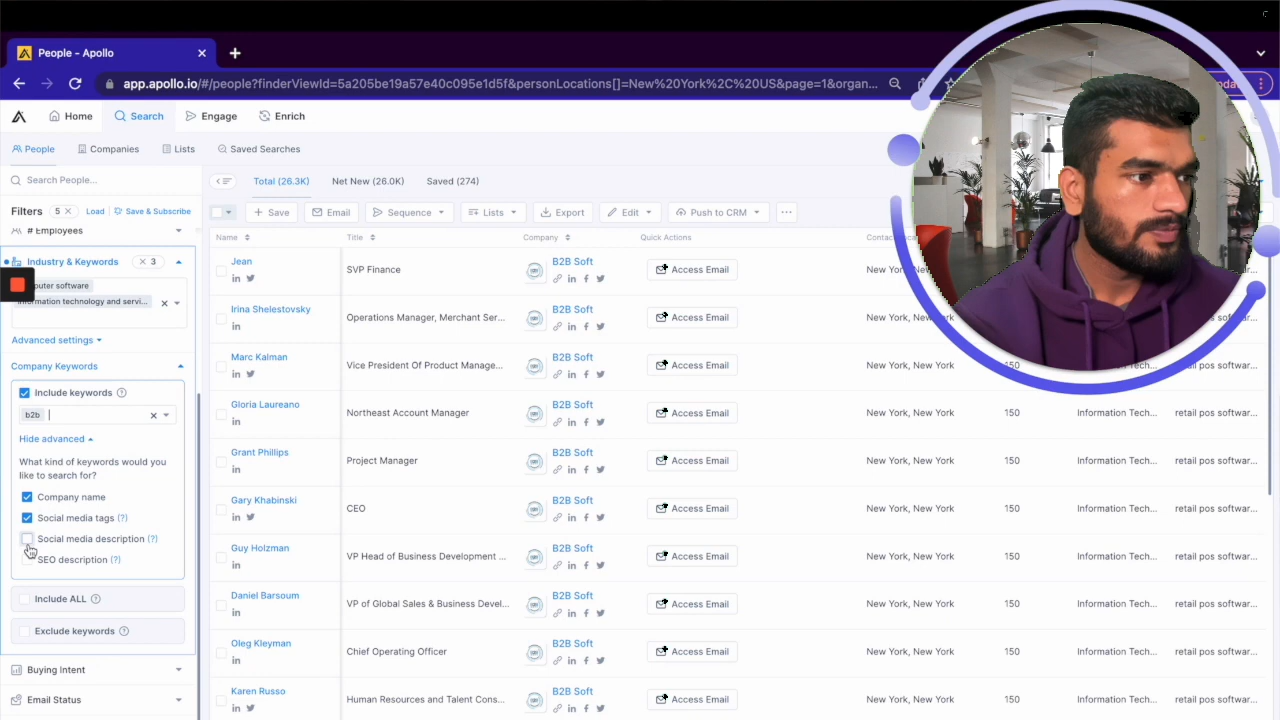 People - Apollo
app.apollo.io/#/people?finderViewId=5a205be19a57e40c095e1d5f&personLocations[]=New%20York%2C%20US&page=1&organ...
Home Search Engage Enrich
People Companies Lists Saved Searches
Search People...
Total (26.3K) Net New (26.0K) Saved (274)
Filters 5 Load Save & Subscribe
# Employees
Save Email Sequence Lists Export Edit Push to CRM
Name Title Company Quick Actions
Industry & Keywords 3
information technology and servi...
Advanced settings
Company Keywords
Include keywords
b2b
Hide advanced
What kind of keywords would you
like to search for?
Company name
Social media tags (?)
Social media description (?)
SEO description (?)
Include ALL
Exclude keywords
Buying Intent
Email Status
Jean SVP Finance B2B Soft Access Email
Irina Shelestovsky Operations Manager, Merchant Ser... B2B Soft Access Email
Marc Kalman Vice President Of Product Manage... B2B Soft Access Email
Gloria Laureano Northeast Account Manager B2B Soft Access Email New York, New York 150 Information Tech... retail pos softwar...
Grant Phillips Project Manager B2B Soft Access Email New York, New York 150 Information Tech... retail pos softwar...
Gary Khabinski CEO B2B Soft Access Email New York, New York 150 Information Tech... retail pos softwar...
Guy Holzman VP Head of Business Development ... B2B Soft Access Email New York, New York 150 Information Tech... retail pos softwar...
Daniel Barsoum VP of Global Sales & Business Devel... B2B Soft Access Email New York, New York 150 Information Tech... retail pos softwar...
Oleg Kleyman Chief Operating Officer B2B Soft Access Email New York, New York 150 Information Tech... retail pos softwar...
Karen Russo Human Resources and Talent Cons... B2B Soft Access Email New York, New York 150 Information Tech... retail pos softwar...